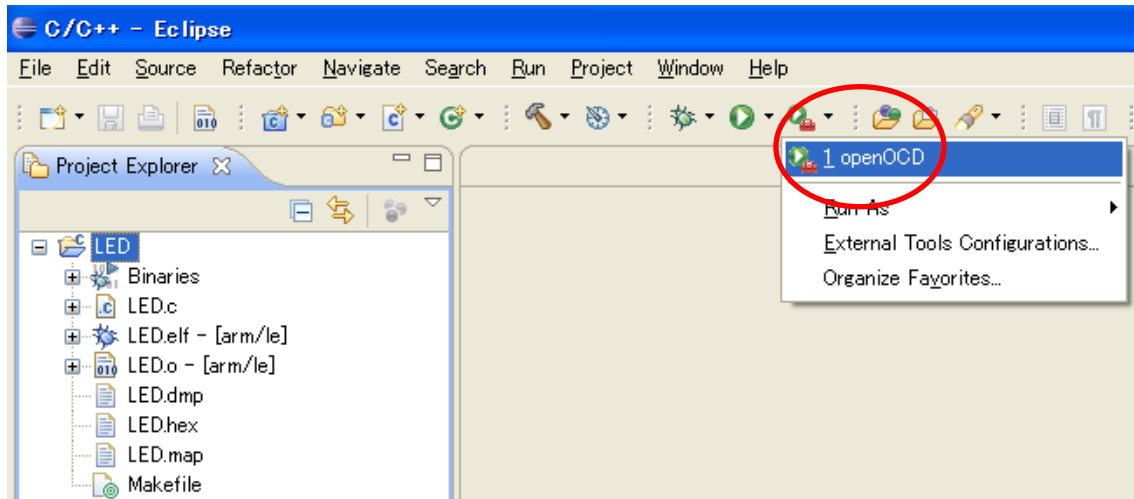 C/C++ - Eclipse
File Edit Source Refactor Navigate Search Run Project Window Help
Project Explorer
1 openOCD
Run As
External Tools Configurations...
Organize Favorites...
LED
Binaries
LED.c
LED.elf - [arm/le]
LED.o - [arm/le]
LED.dmp
LED.hex
LED.map
Makefile